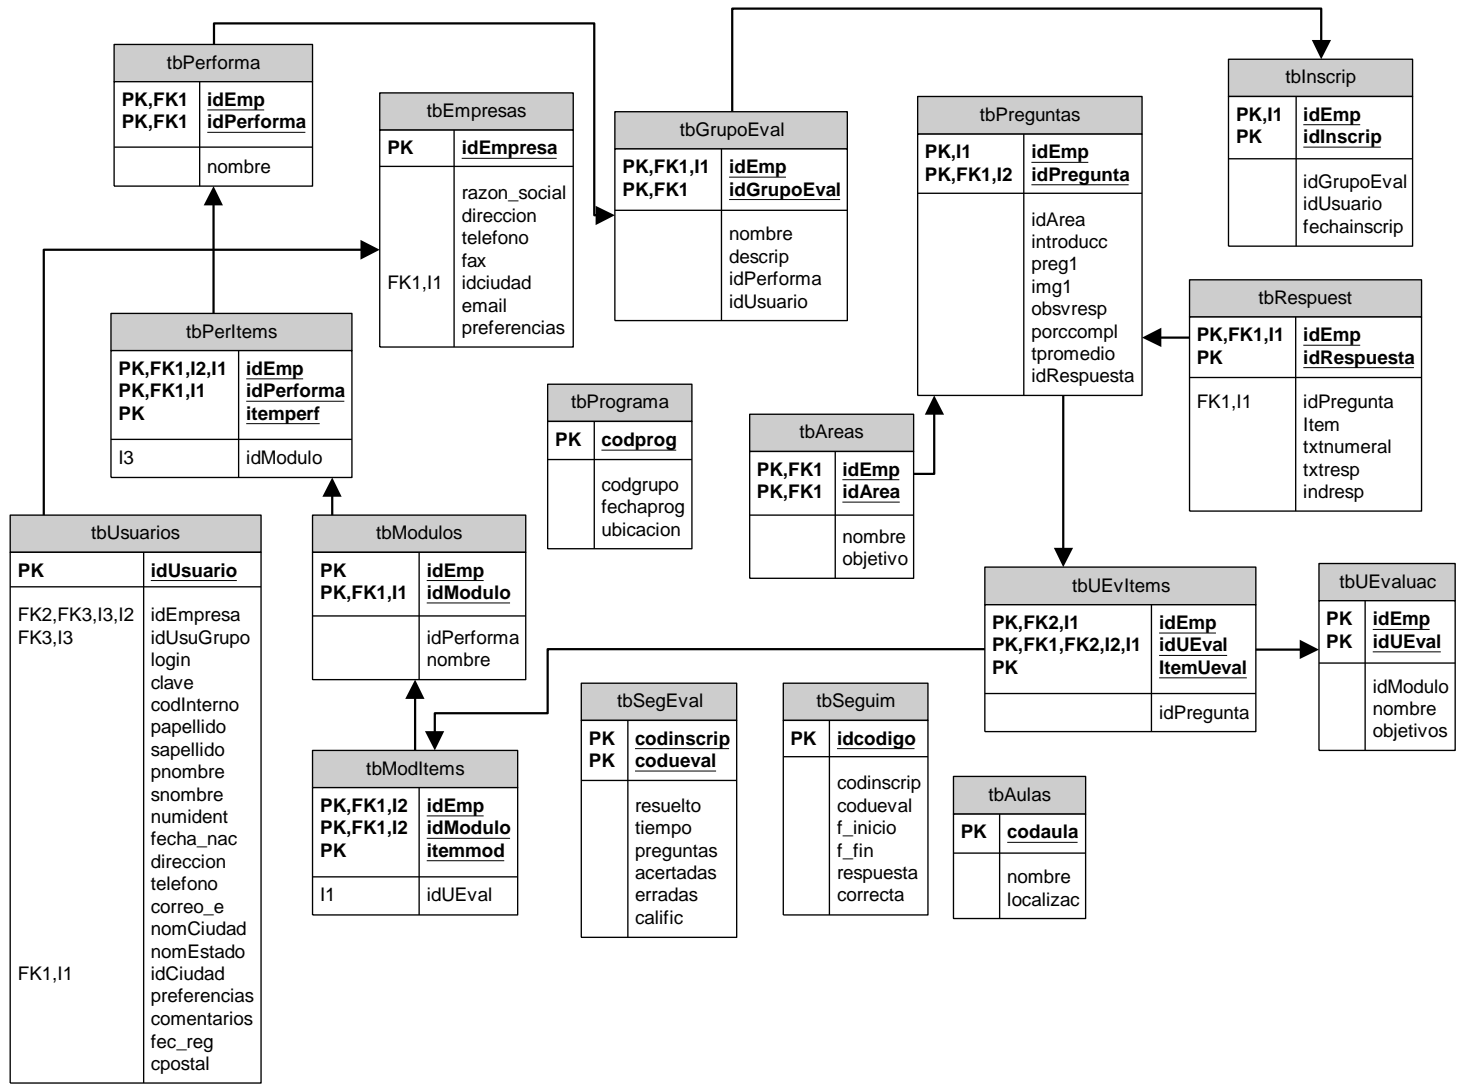 tbPerforma
PK,FK1 idEmp
PK,FK1 idPerforma
nombre
tbEmpresas
PK idEmpresa
razon_social
direccion
telefono
fax
FK1,I1 idciudad
email
preferencias
tbGrupoEval
PK,FK1,I1 idEmp
PK,FK1 idGrupoEval
nombre
descrip
idPerforma
idUsuario
tbPreguntas
PK,I1 idEmp
PK,FK1,I2 idPregunta
idArea
introducc
preg1
img1
obsvresp
porccompl
tpromedio
idRespuesta
tbInscrip
PK,I1 idEmp
PK idInscrip
idGrupoEval
idUsuario
fechainscrip
tbRespuest
PK,FK1,I1 idEmp
PK idRespuesta
FK1,I1 idPregunta
Item
txtnumeral
txtresp
indresp
tbPerItems
PK,FK1,I2,I1 idEmp
PK,FK1,I1 idPerforma
PK itemperf
I3 idModulo
tbPrograma
PK codprog
codgrupo
fechaprog
ubicacion
tbAreas
PK,FK1 idEmp
PK,FK1 idArea
nombre
objetivo
tbUsuarios
PK idUsuario
FK2,FK3,I3,I2 idEmpresa
FK3,I3 idUsuGrupo
login
clave
codInterno
papellido
sapellido
pnombre
snombre
numident
fecha_nac
direccion
telefono
correo_e
nomCiudad
nomEstado
FK1,I1 idCiudad
preferencias
comentarios
fec_reg
cpostal
tbModulos
PK idEmp
PK,FK1,I1 idModulo
idPerforma
nombre
tbUEvItems
PK,FK2,I1 idEmp
PK,FK1,FK2,I2,I1 idUEval
PK ItemUeval
idPregunta
tbUEvaluac
PK idEmp
PK idUEval
idModulo
nombre
objetivos
tbModItems
PK,FK1,I2 idEmp
PK,FK1,I2 idModulo
PK itemmod
I1 idUEval
tbSegEval
PK codinscrip
PK codueval
resuelto
tiempo
preguntas
acertadas
erradas
calific
tbSeguim
PK idcodigo
codinscrip
codueval
f_inicio
f_fin
respuesta
correcta
tbAulas
PK codaula
nombre
localizac